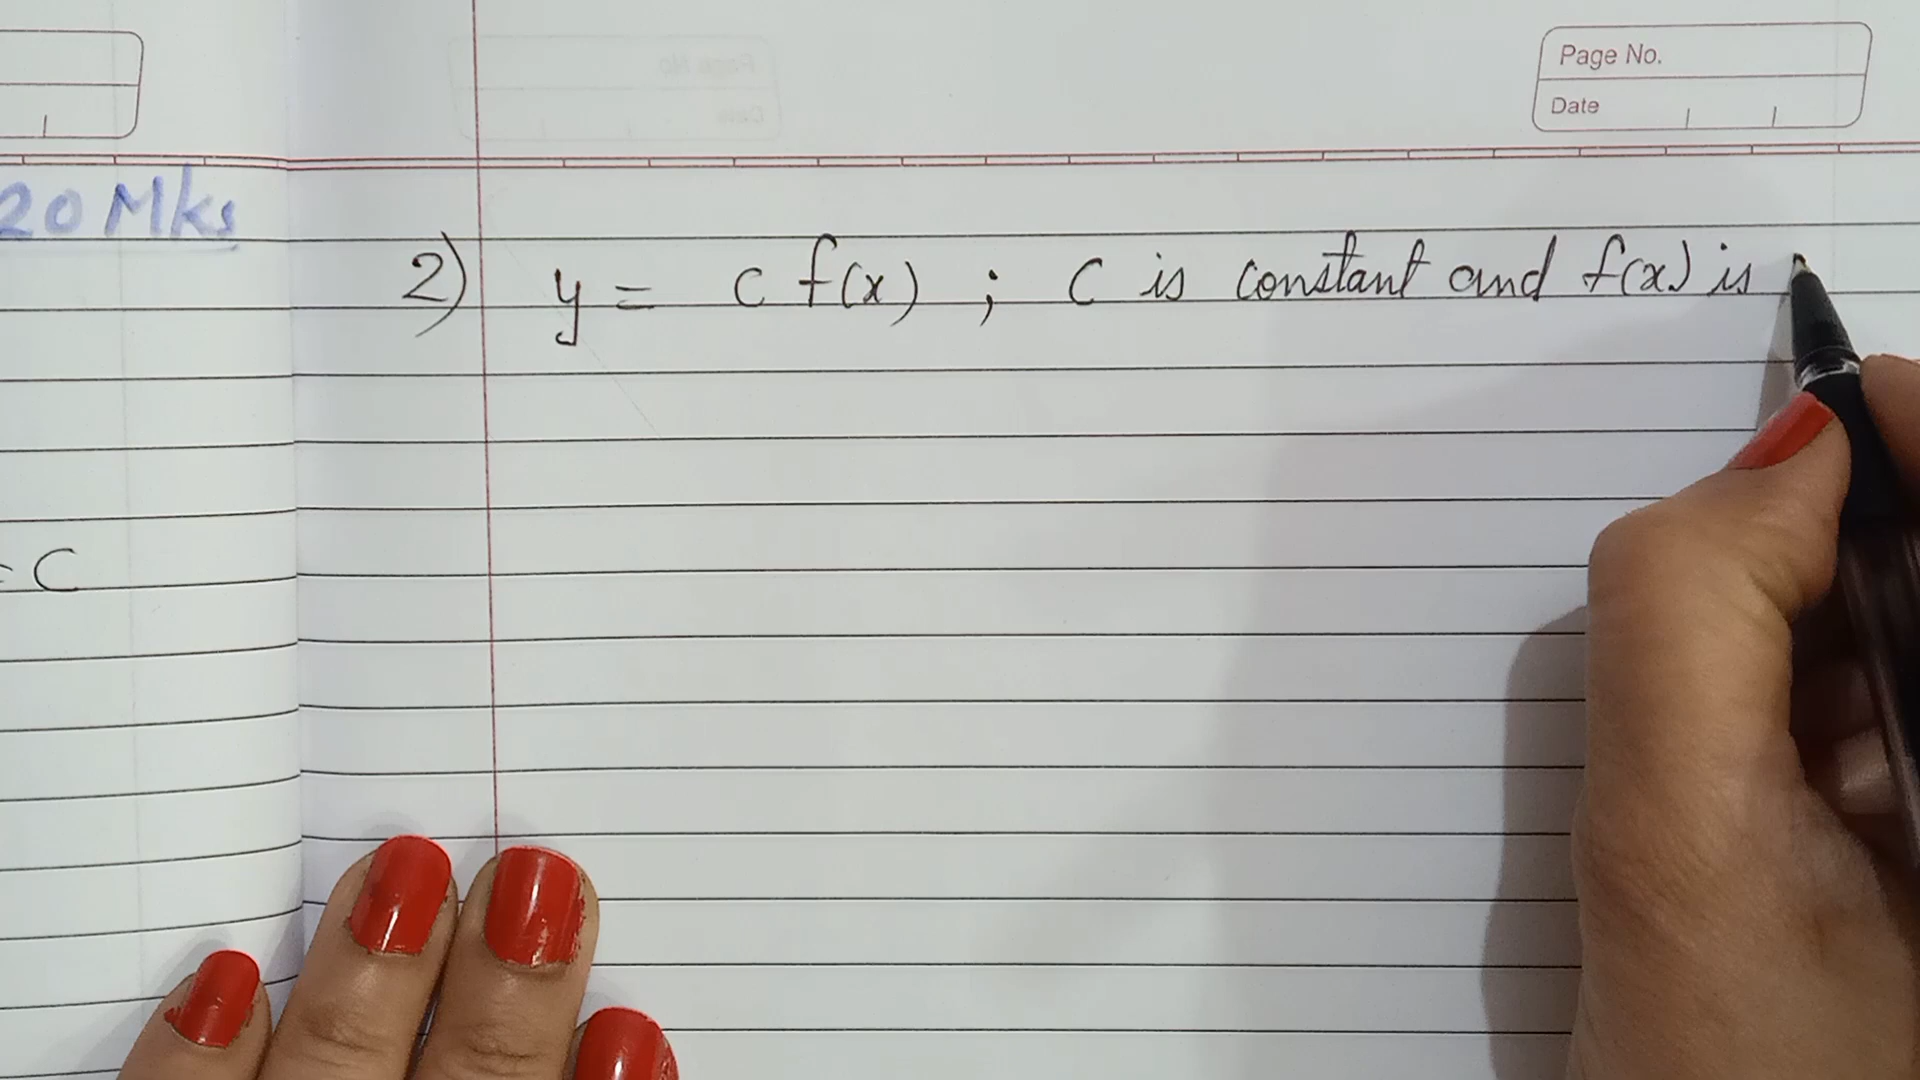 Page No.
Date
20 Mks
2) y = c f(x) ; C is constant and f(x) is
= C